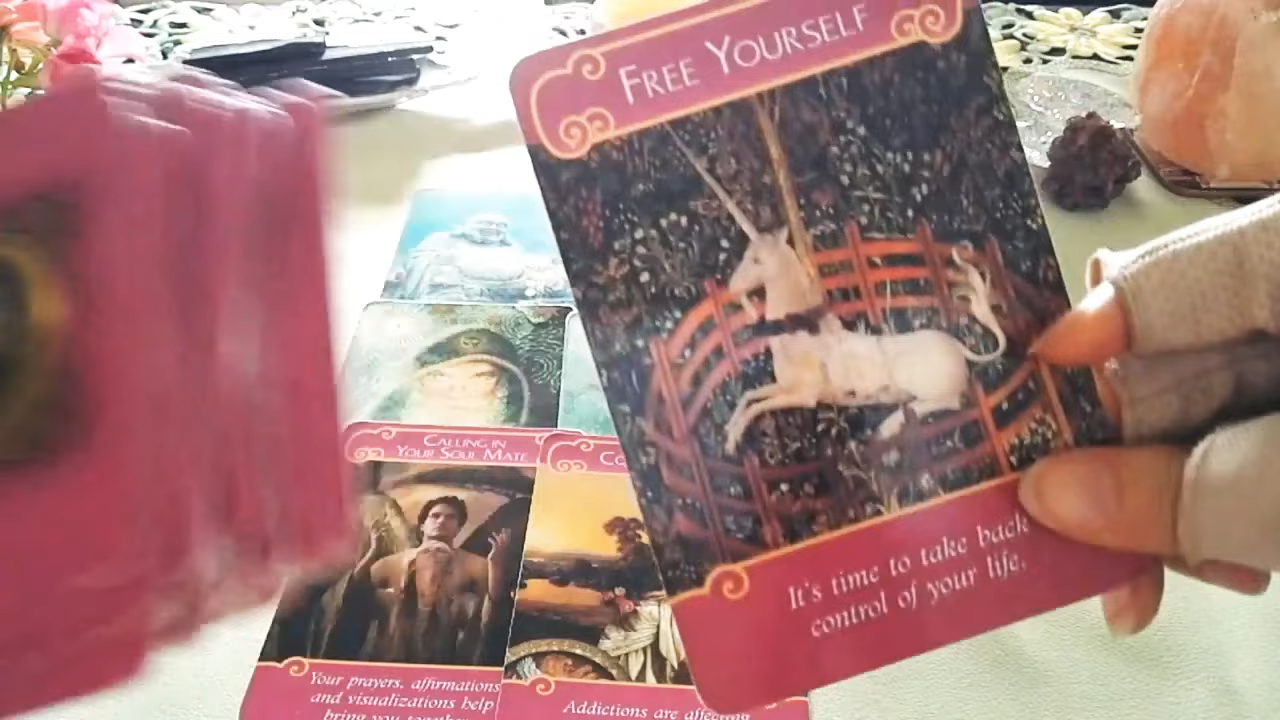 FREE YOURSELF
It's time to take back
control of your life.
CALLING IN
YOUR SOUL MATE
Your prayers, affirmations
and visualizations help
bring you together
Addictions are affecting